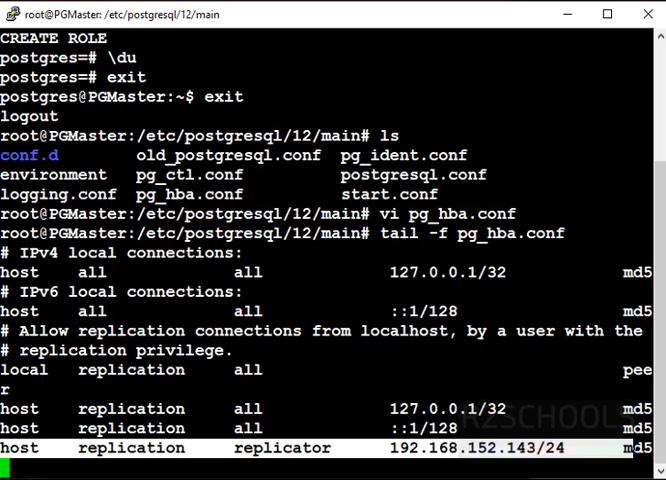 root@PGMaster: /etc/postgresql/12/main
CREATE ROLE
postgres=# \du
postgres=# exit
postgres@PGMaster:~$ exit
logout
root@PGMaster:/etc/postgresql/12/main# ls
conf.d old_postgresql.conf pg_ident.conf
environment pg_ctl.conf postgresql.conf
logging.conf pg_hba.conf start.conf
root@PGMaster:/etc/postgresql/12/main# vi pg_hba.conf
root@PGMaster:/etc/postgresql/12/main# tail -f pg_hba.conf
# IPv4 local connections:
host all all 127.0.0.1/32 md5
# IPv6 local connections:
host all all ::1/128 md5
# Allow replication connections from localhost, by a user with the
# replication privilege.
local replication all pee
r
host replication all 127.0.0.1/32 md5
host replication all ::1/128 md5
host replication replicator 192.168.152.143/24 md5
RZSCHOOLS